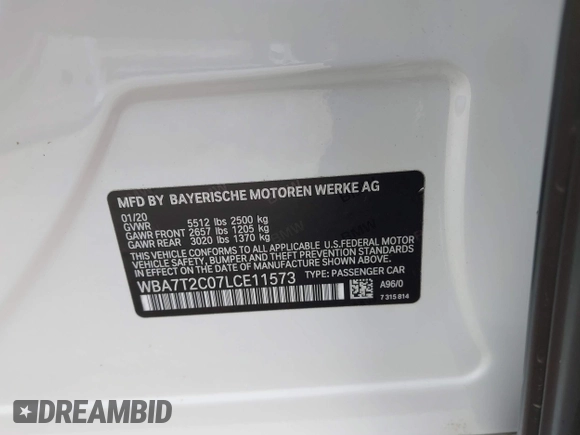 MFD BY BAYERISCHE MOTOREN WERKE AG
01/20
GVWR 5512 lbs 2500 kg
GAWR FRONT 2657 lbs 1205 kg
GAWR REAR 3020 lbs 1370 kg
THIS VEHICLE CONFORMS TO ALL APPLICABLE U.S.FEDERAL MOTOR
VEHICLE SAFETY, BUMPER AND THEFT PREVENTION STANDARDS
IN EFFECT ON THE DATE OF MANUFACTURE SHOWN ABOVE.
WBA7T2C07LCE11573 TYPE: PASSENGER CAR
A96/0
7 315 814
DREAMBID